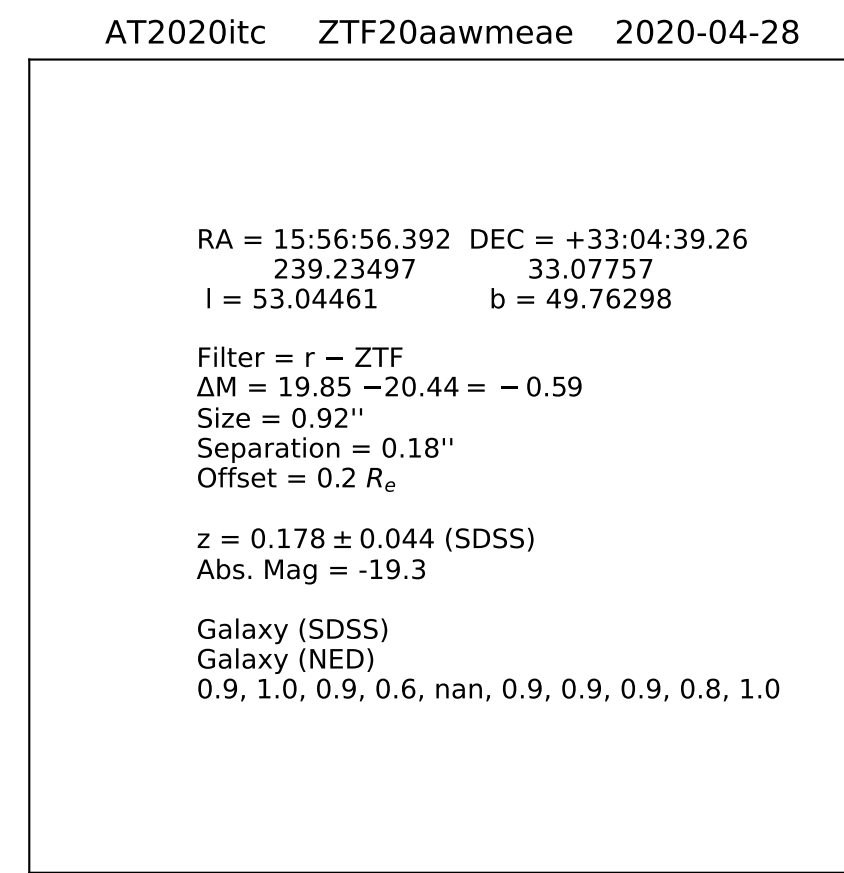 AT2020itc ZTF20aawmeae 2020-04-28
RA = 15:56:56.392 DEC = +33:04:39.26
239.23497 33.07757
l = 53.04461 b = 49.76298
Filter = r − ZTF
ΔM = 19.85 −20.44 = − 0.59
Size = 0.92''
Separation = 0.18''
Offset = 0.2 Rₑ
z = 0.178 ± 0.044 (SDSS)
Abs. Mag = -19.3
Galaxy (SDSS)
Galaxy (NED)
0.9, 1.0, 0.9, 0.6, nan, 0.9, 0.9, 0.9, 0.8, 1.0